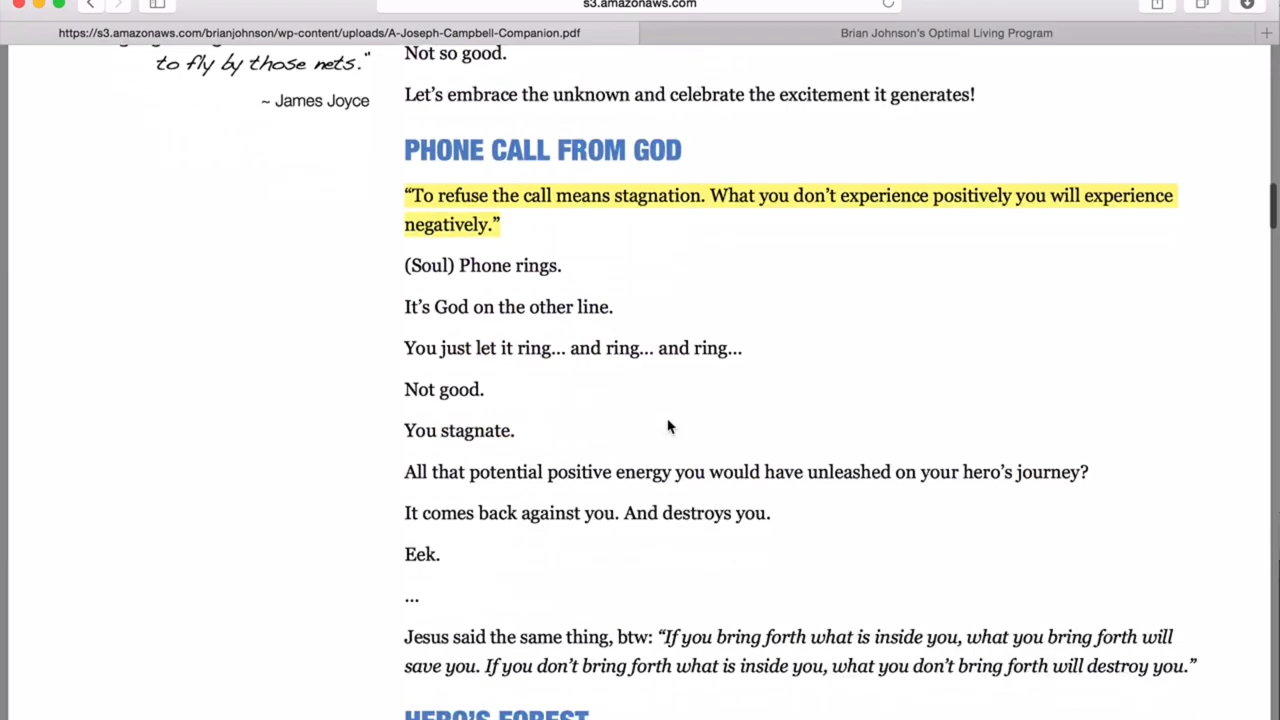 s3.amazonaws.com
https://s3.amazonaws.com/brianjohnson/wp-content/uploads/A-Joseph-Campbell-Companion.pdf
Brian Johnson's Optimal Living Program
to fly by those nets."
~ James Joyce
Not so good.
Let’s embrace the unknown and celebrate the excitement it generates!
PHONE CALL FROM GOD
“To refuse the call means stagnation. What you don’t experience positively you will experience
negatively.”
(Soul) Phone rings.
It’s God on the other line.
You just let it ring… and ring… and ring…
Not good.
You stagnate.
All that potential positive energy you would have unleashed on your hero’s journey?
It comes back against you. And destroys you.
Eek.
…
Jesus said the same thing, btw: “If you bring forth what is inside you, what you bring forth will
save you. If you don’t bring forth what is inside you, what you don’t bring forth will destroy you.”
HERO’S FOREST